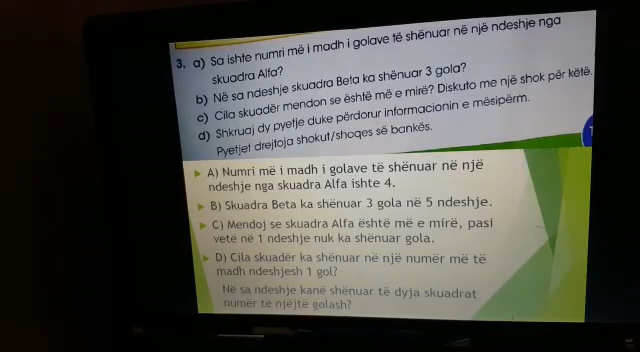 3. a) Sa ishte numri më i madh i golave të shënuar në një ndeshje nga
skuadra Alfa?
b) Në sa ndeshje skuadra Beta ka shënuar 3 gola?
c) Cila skuadër mendon se është më e mirë? Diskuto me një shok për këtë.
d) Shkruaj dy pyetje duke përdorur informacionin e mësipërm.
Pyetjet drejtoja shokut/shoqes së bankës.
1
A) Numri më i madh i golave të shënuar në një
ndeshje nga skuadra Alfa ishte 4.
B) Skuadra Beta ka shënuar 3 gola në 5 ndeshje.
C) Mendoj se skuadra Alfa është më e mirë, pasi
vetë në 1 ndeshje nuk ka shënuar gola.
D) Cila skuadër ka shënuar në një numër më të
madh ndeshjesh 1 gol?
Në sa ndeshje kanë shënuar të dyja skuadrat
numër të njëjtë golash?